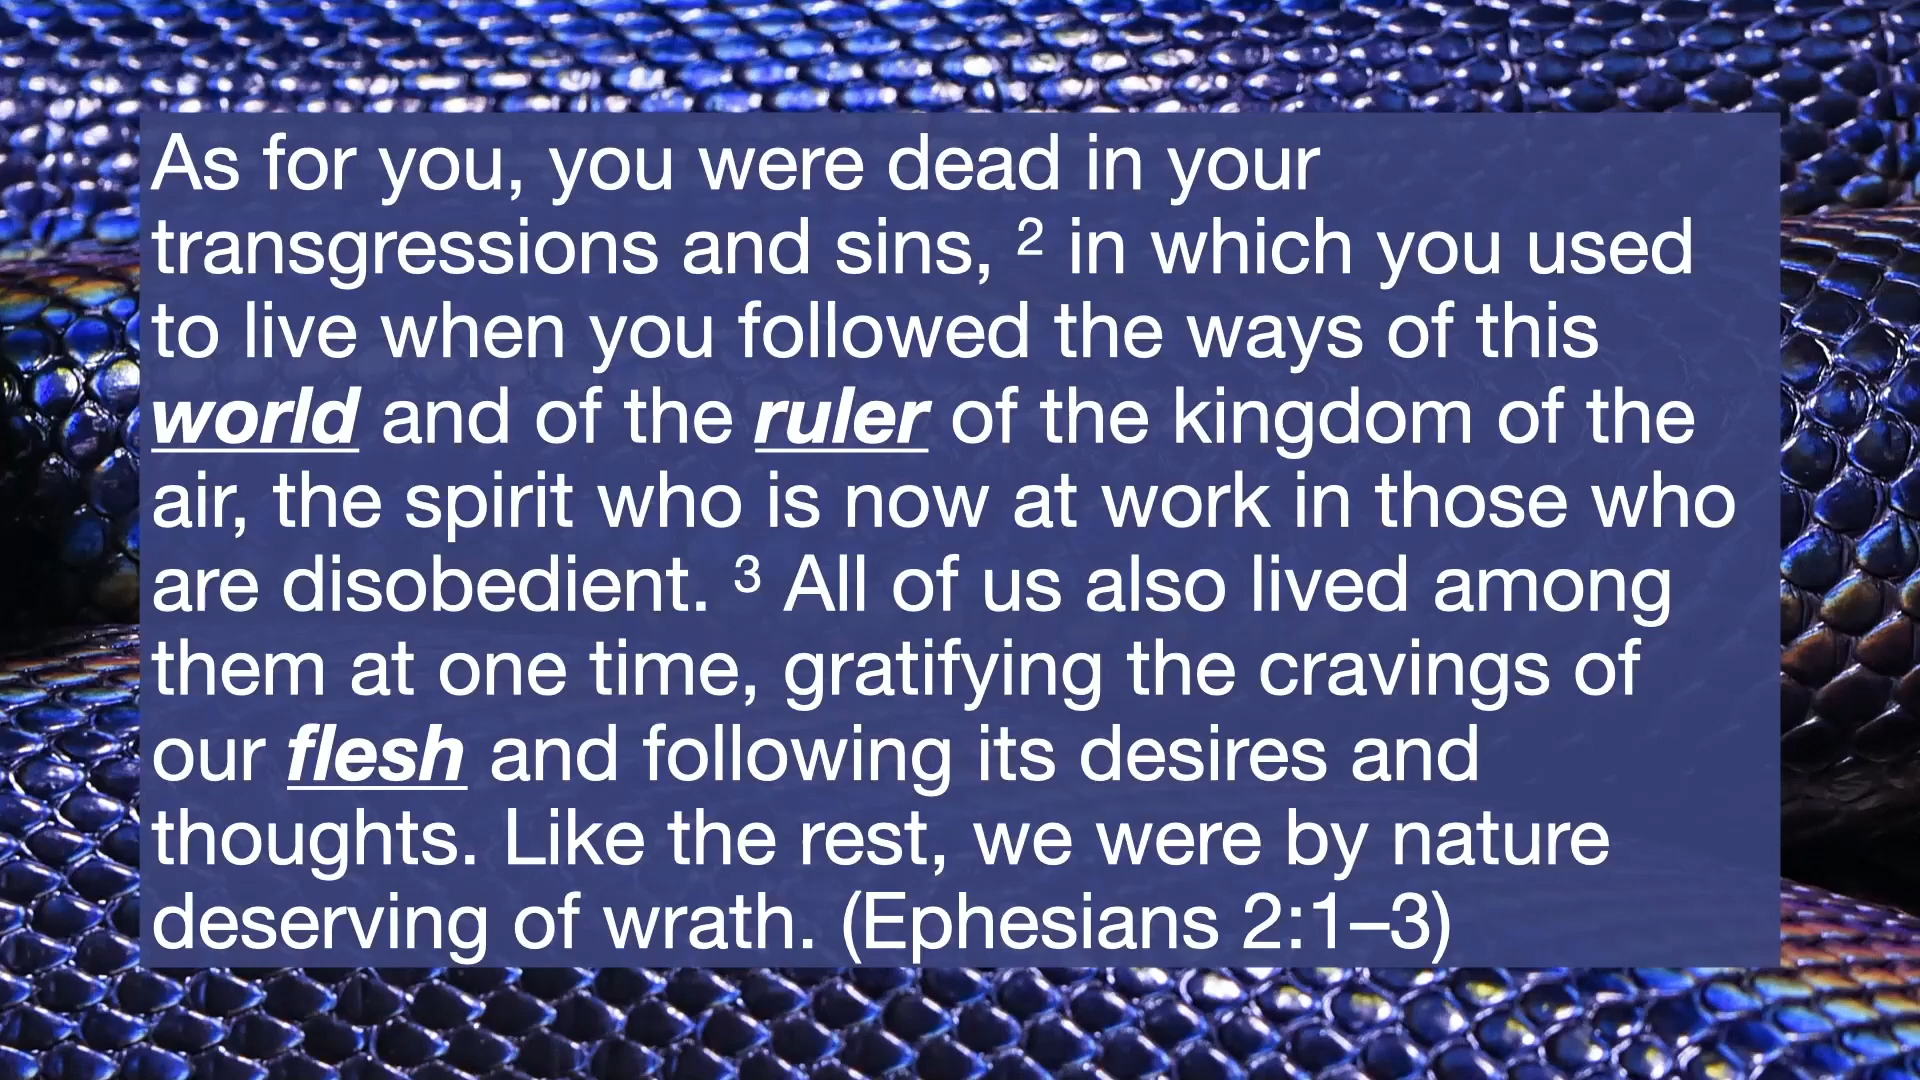 As for you, you were dead in your
transgressions and sins, ² in which you used
to live when you followed the ways of this
world and of the ruler of the kingdom of the
air, the spirit who is now at work in those who
are disobedient. ³ All of us also lived among
them at one time, gratifying the cravings of
our flesh and following its desires and
thoughts. Like the rest, we were by nature
deserving of wrath. (Ephesians 2:1–3)